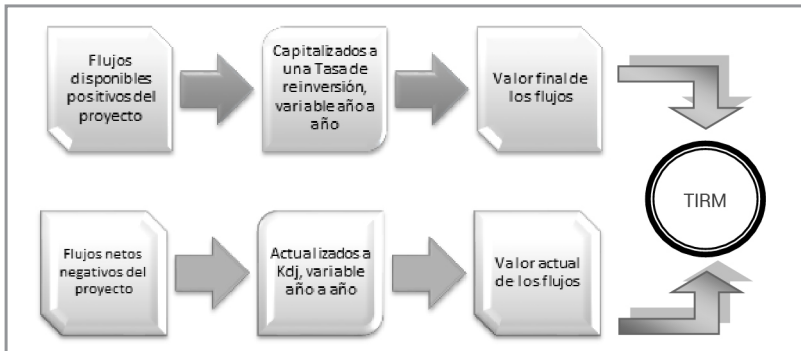 Flujos
disponibles
positivos del
proyecto
Capitalizados a
una Tasa de
reinversión,
variable año a
año
Valor final de
los flujos
TIRM
Flujos netos
negativos del
proyecto
Actualizados a
Kdj, variable
año a año
Valor actual
de los flujos